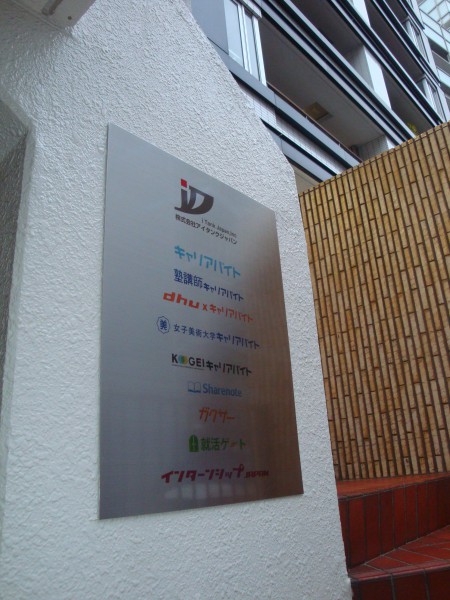 i Tank Japan,Inc
株式会社アイタンクジャパン
キャリアバイト
塾講師キャリアバイト
dhu x キャリアバイト
美 女子美術大学キャリアバイト
KOGEI キャリアバイト
Sharenote
ガクサー
就活ゲート
インターンシップ